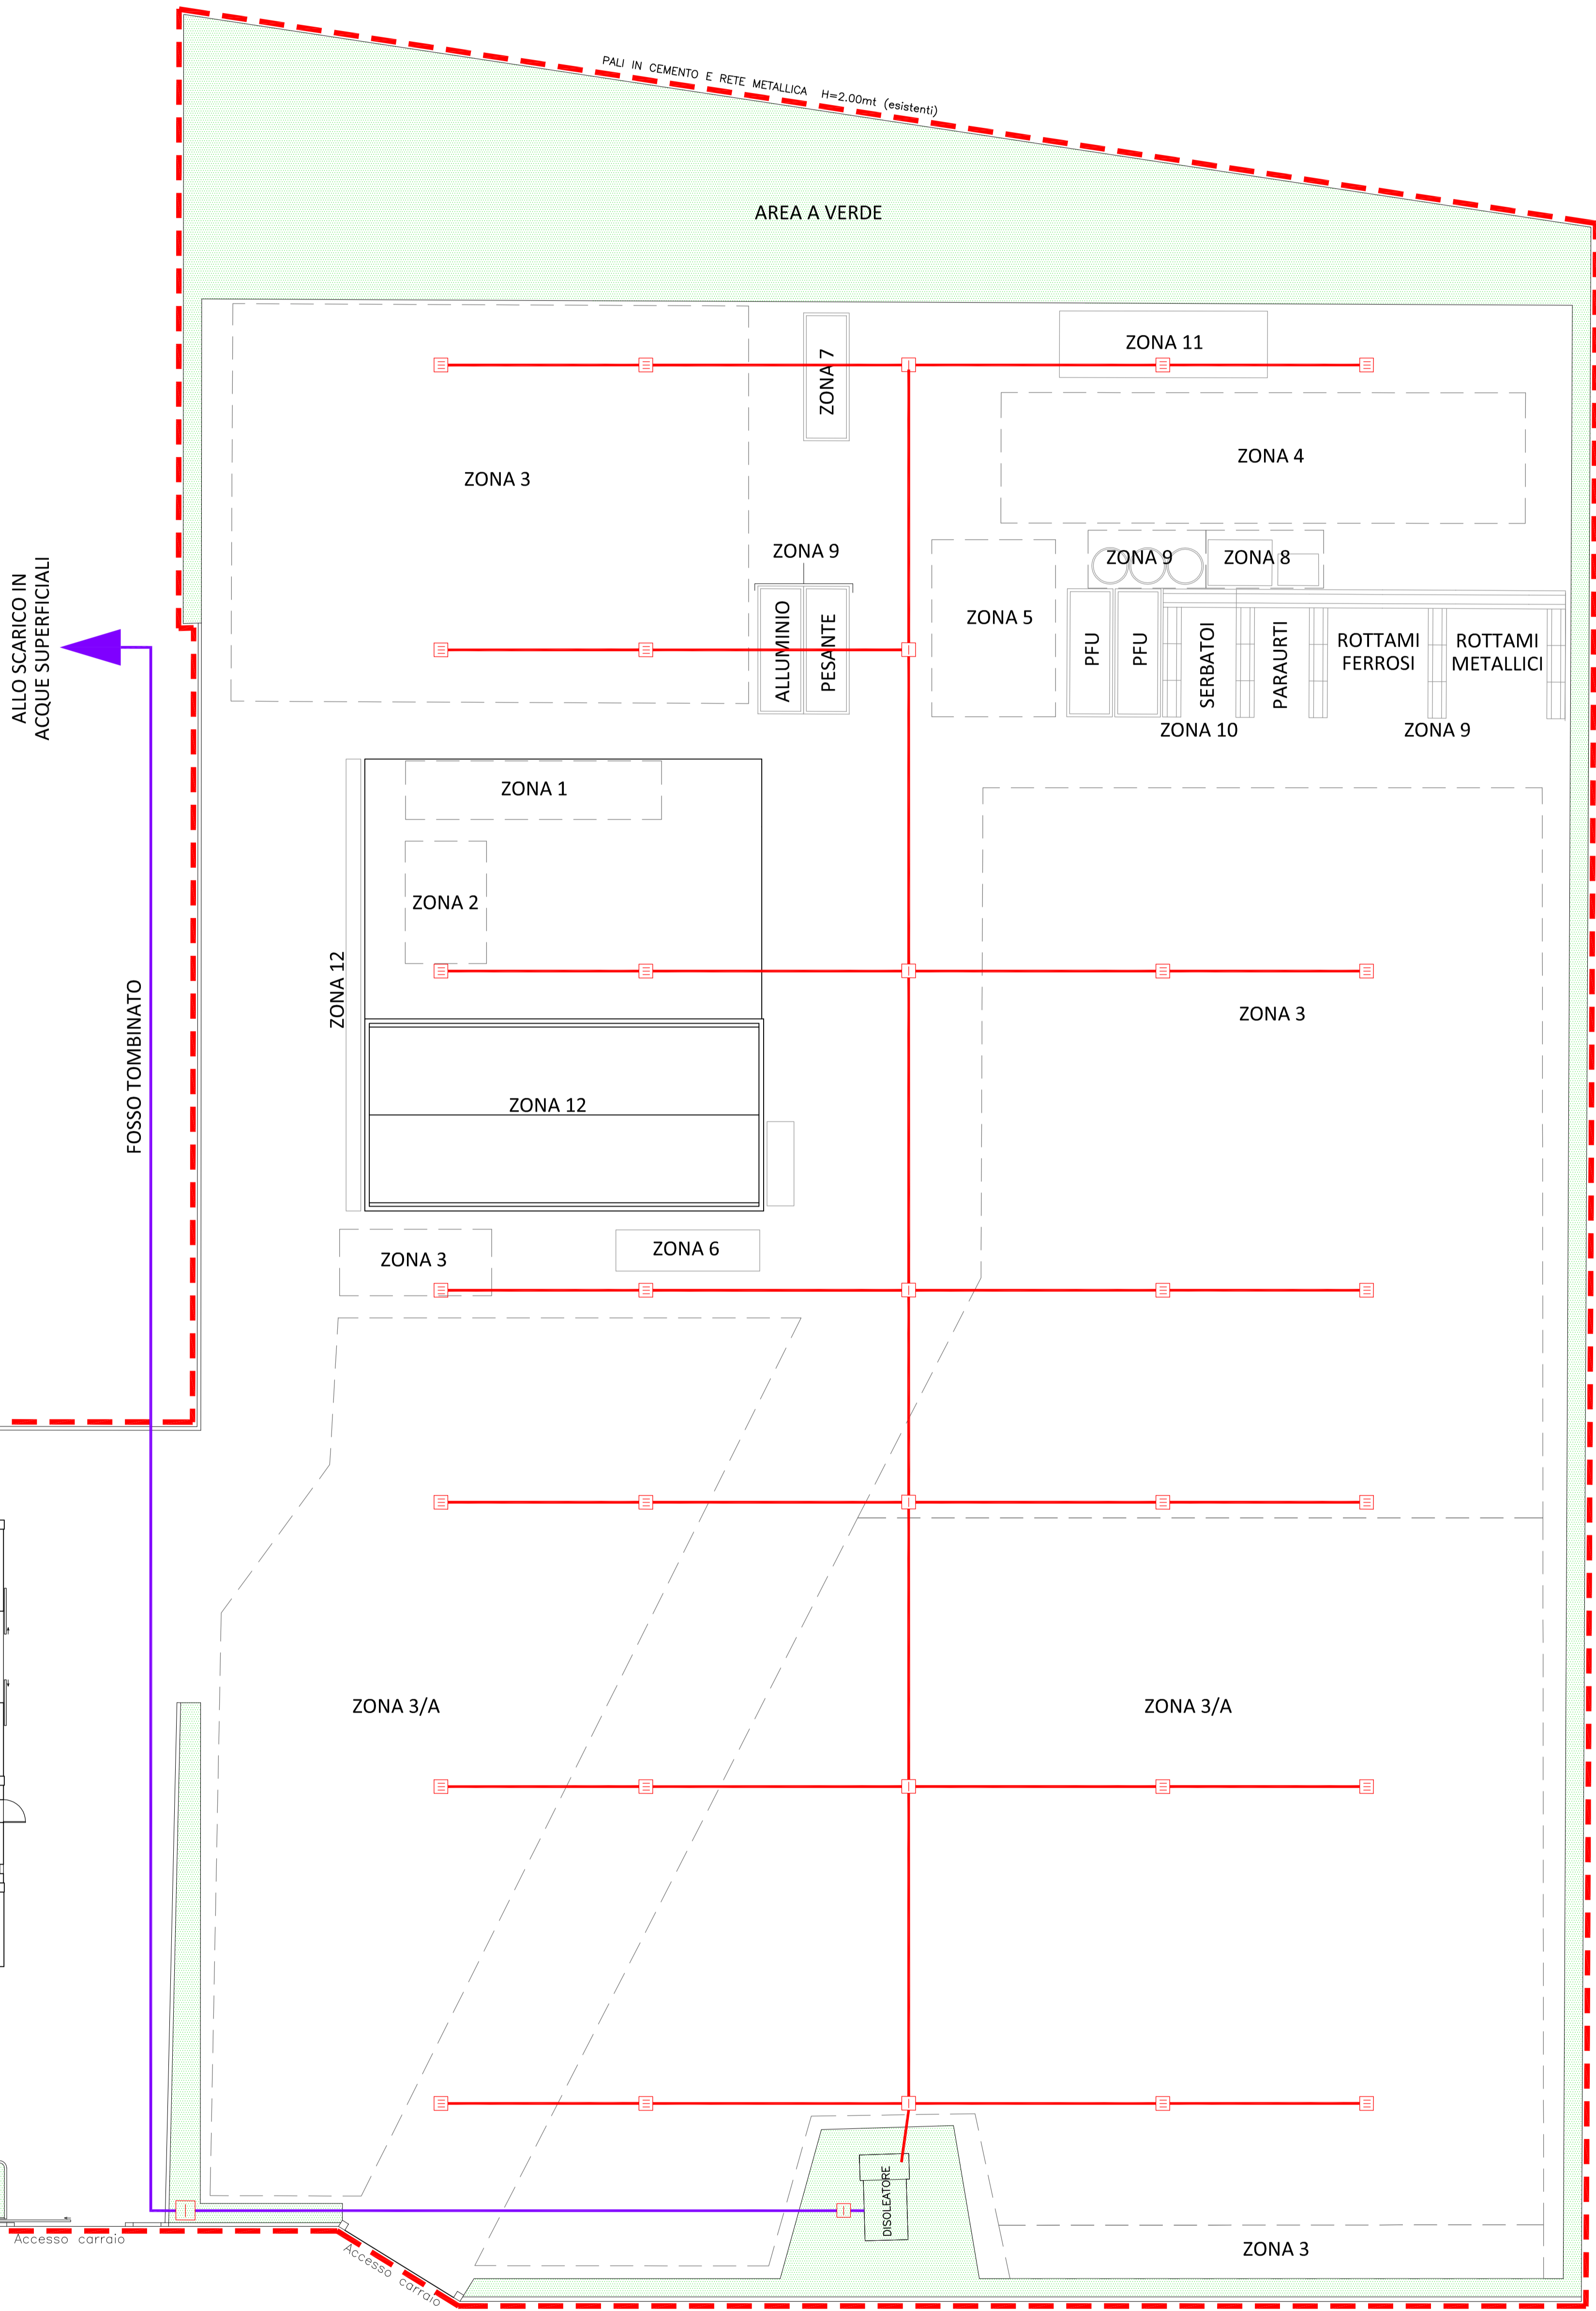 PALI IN CEMENTO E RETE METALLICA H=2.00mt (esistenti)
AREA A VERDE
ZONA 7
ZONA 11
ZONA 3
ZONA 4
ALLO SCARICO IN
ACQUE SUPERFICIALI
ZONA 9
ALLUMINIO
PESANTE
ZONA 5
ZONA 9
ZONA 8
PFU
PFU
SERBATOI
PARAURTI
ROTTAMI
FERROSI
ROTTAMI
METALLICI
ZONA 10
ZONA 9
ZONA 1
ZONA 2
ZONA 12
FOSSO TOMBINATO
ZONA 3
ZONA 12
ZONA 3
ZONA 6
ZONA 3/A
ZONA 3/A
DISOLEATORE
Accesso carraio
Accesso carraio
ZONA 3